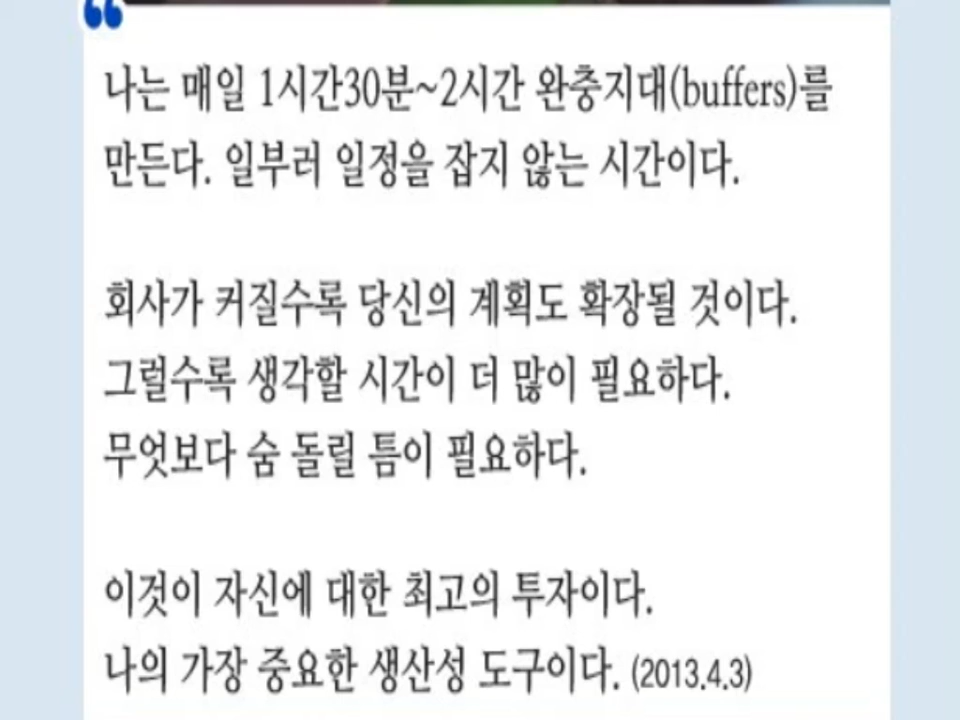 “
나는 매일 1시간30분~2시간 완충지대(buffers)를
만든다. 일부러 일정을 잡지 않는 시간이다.
회사가 커질수록 당신의 계획도 확장될 것이다.
그럴수록 생각할 시간이 더 많이 필요하다.
무엇보다 숨 돌릴 틈이 필요하다.
이것이 자신에 대한 최고의 투자이다.
나의 가장 중요한 생산성 도구이다. (2013.4.3)